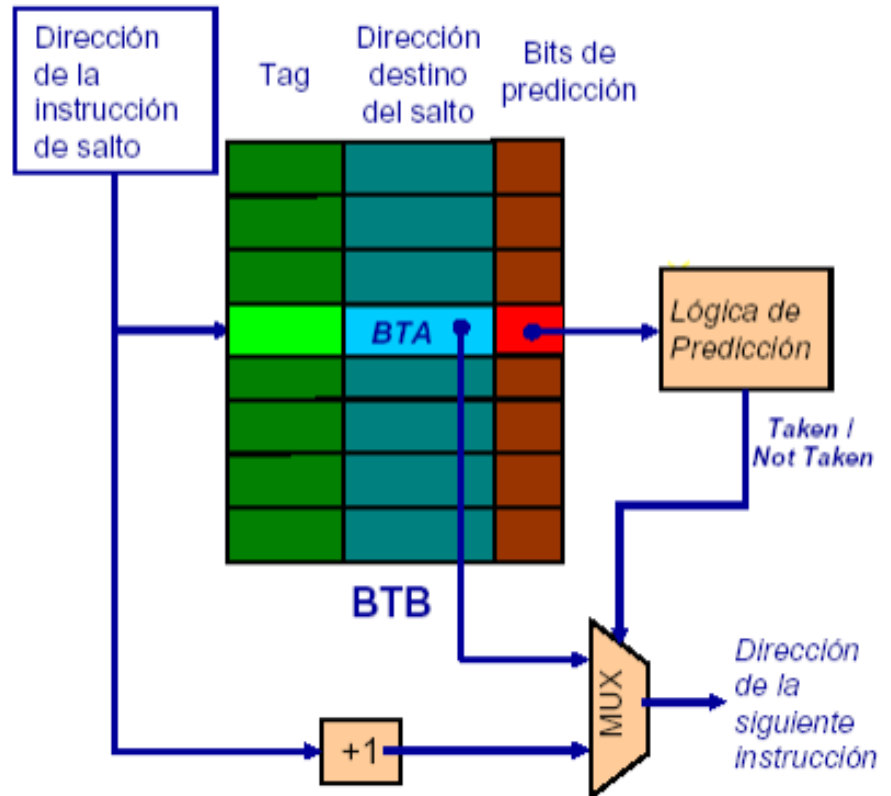 Dirección
de la
instrucción
de salto
Tag
Dirección
destino
del salto
Bits de
predicción
BTA
Lógica de
Predicción
Taken /
Not Taken
BTB
MUX
+1
Dirección
de la
siguiente
instrucción